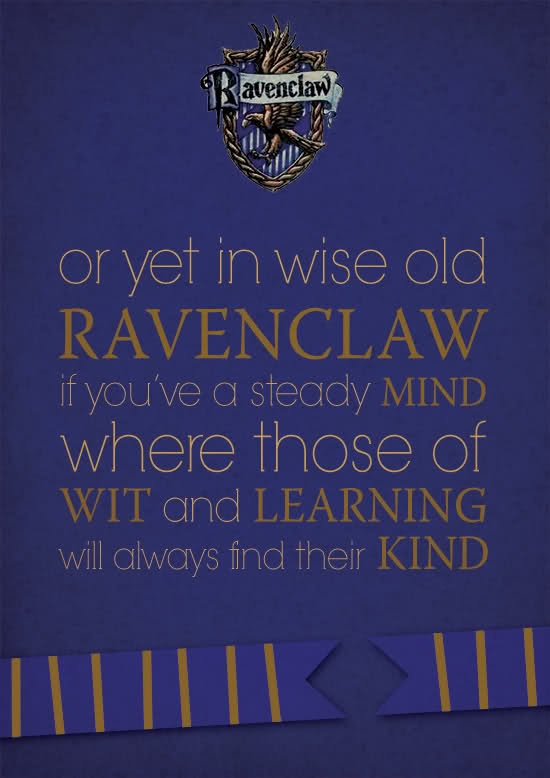 Ravenclaw
or yet in wise old
RAVENCLAW
if you've a steady MIND
where those of
WIT and LEARNING
will always find their KIND